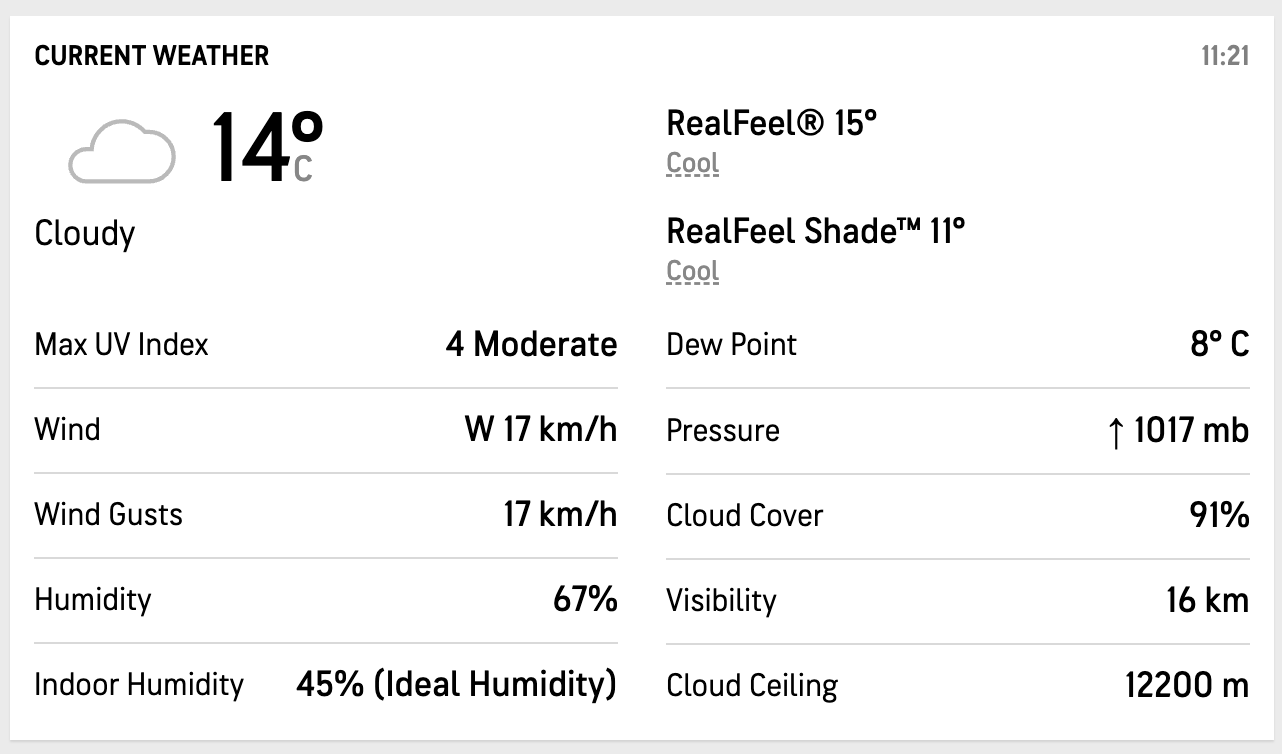 CURRENT WEATHER 11:21
14°C
RealFeel® 15°
Cool
Cloudy
RealFeel Shade™ 11°
Cool
Max UV Index 4 Moderate
Dew Point 8° C
Wind W 17 km/h
Pressure ↑ 1017 mb
Wind Gusts 17 km/h
Cloud Cover 91%
Humidity 67%
Visibility 16 km
Indoor Humidity 45% (Ideal Humidity)
Cloud Ceiling 12200 m